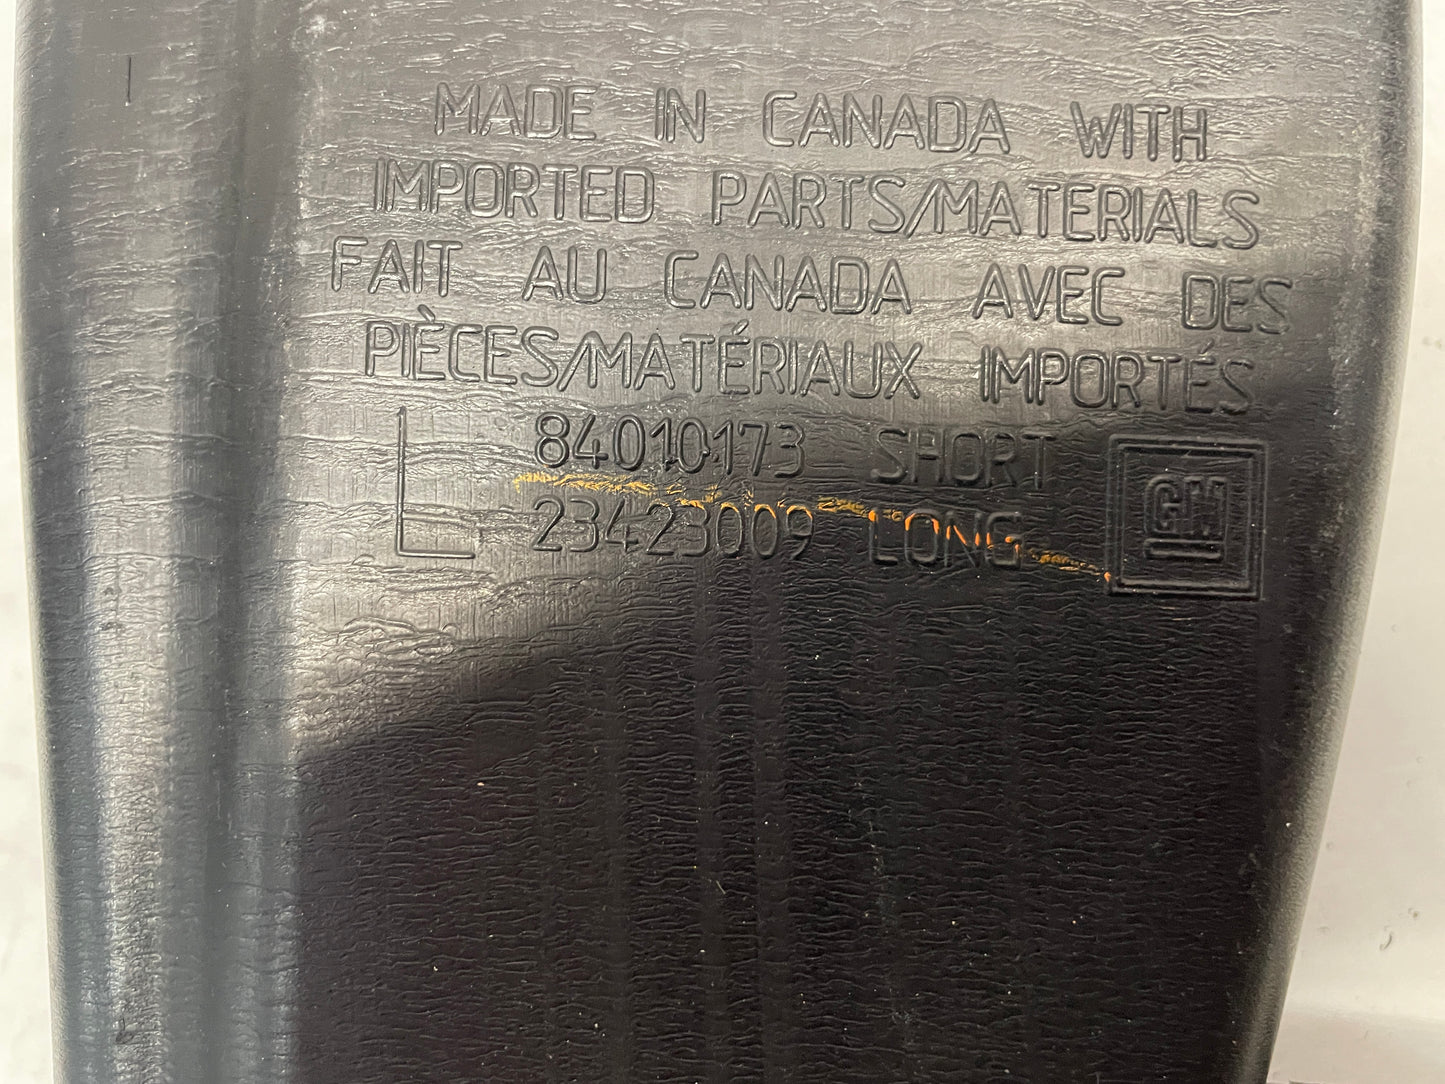 MADE IN CANADA WITH
IMPORTED PARTS/MATERIALS
FAIT AU CANADA AVEC DES
PIÈCES/MATÉRIAUX IMPORTÉS
L
84010173 SHORT
23423009 LONG
GM